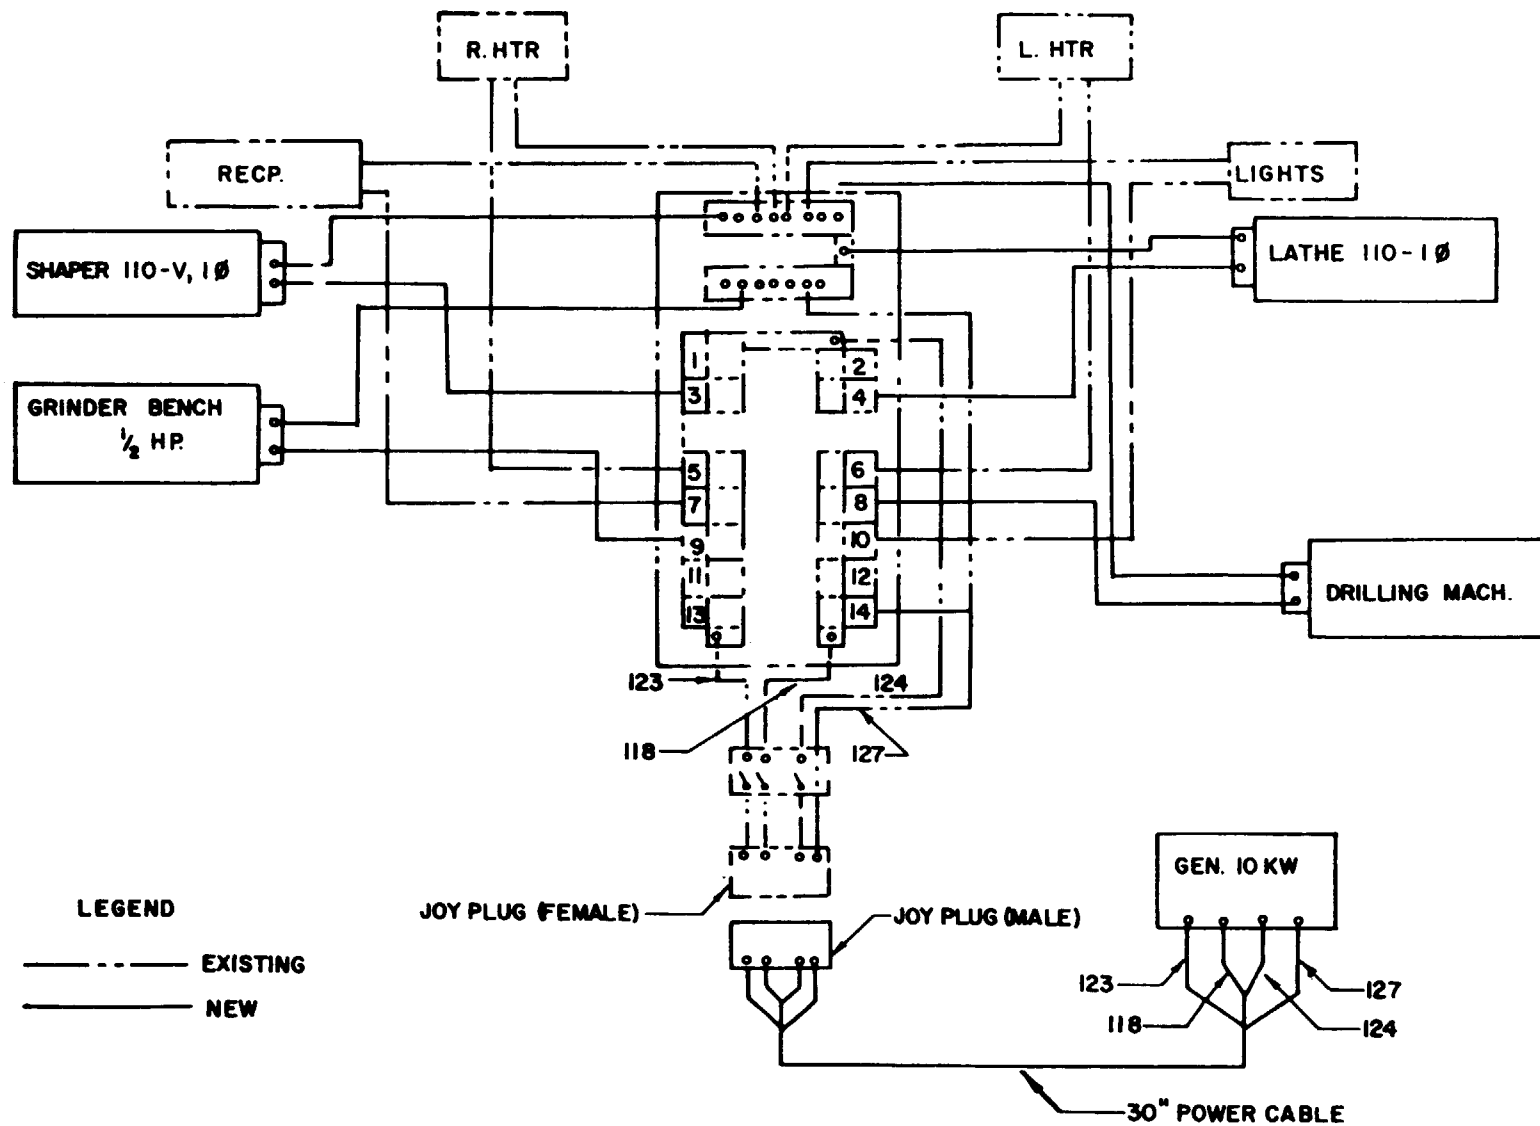 R. HTR
L. HTR
RECP.
LIGHTS
SHAPER 110-V, 1Ø
LATHE 110-1Ø
1
2
3
4
GRINDER BENCH
½ HP.
5
6
7
8
9
10
11
12
13
14
DRILLING MACH.
123
124
118
127
GEN. 10 KW
JOY PLUG (FEMALE)
JOY PLUG (MALE)
LEGEND
EXISTING
NEW
123
127
118
124
30" POWER CABLE